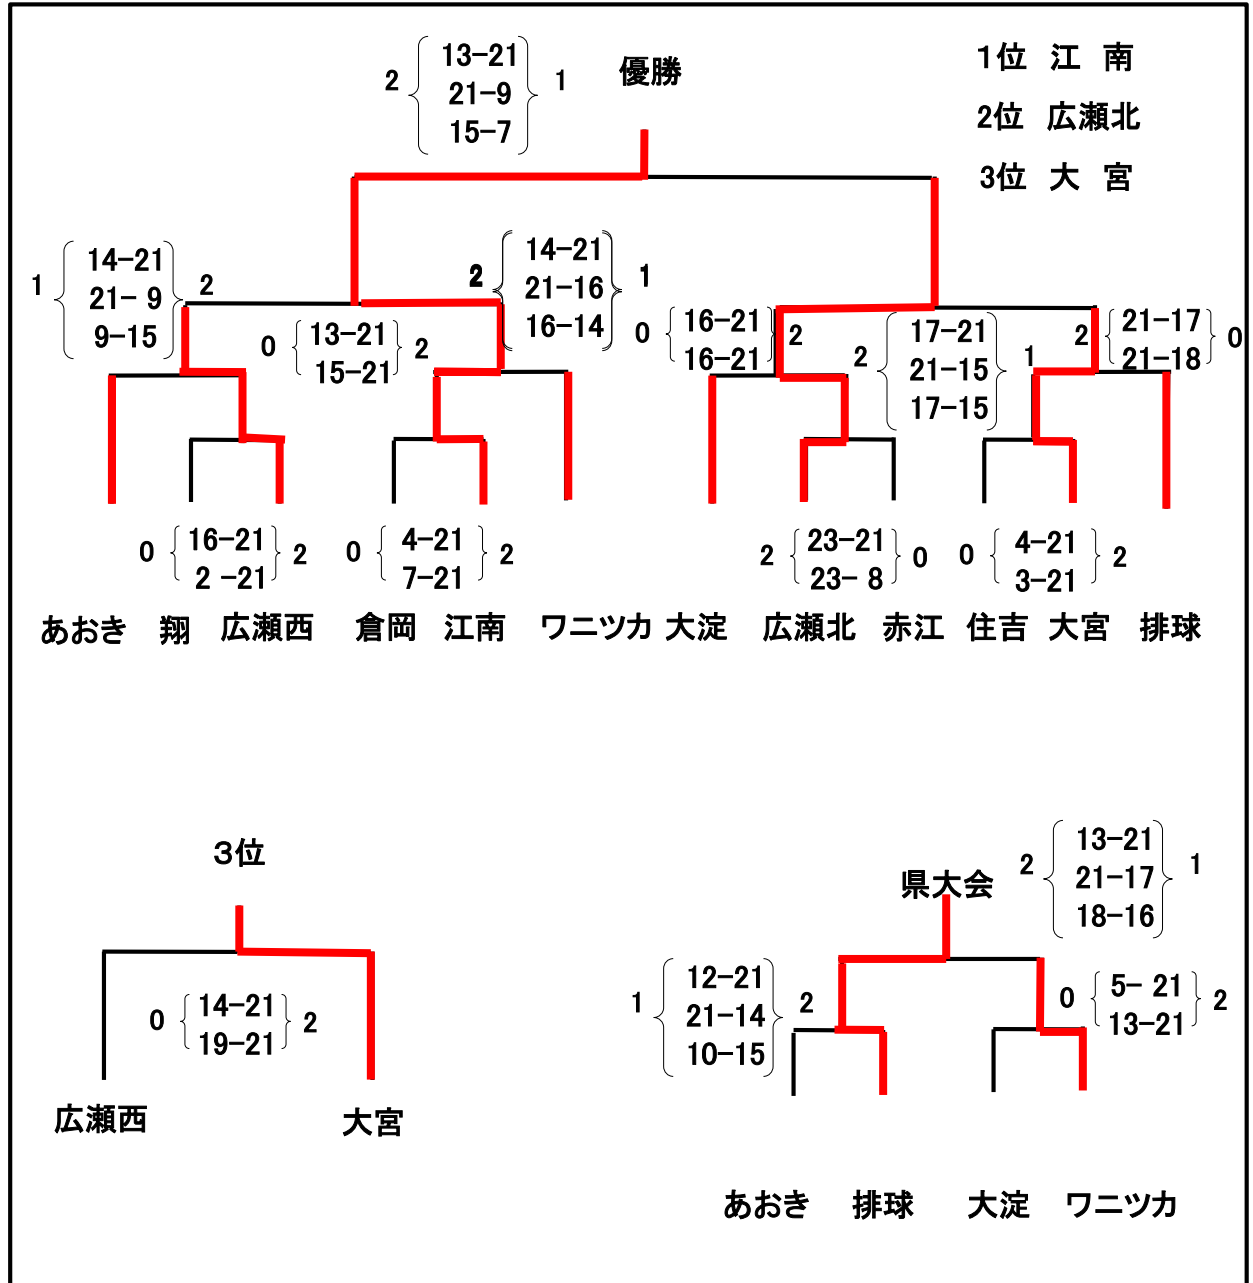 優勝
1位 江 南
2位 広瀬北
3位 大 宮
2 13-21 1
21-9
15-7
1 14-21 2
21- 9
9-15
0 13-21 2
15-21
2 14-21 1
21-16
16-14
0 16-21 2
16-21
2 17-21 1
21-15
17-15
2 21-17 0
21-18
0 16-21 2
2 -21
0 4-21 2
7-21
2 23-21 0
23- 8
0 4-21 2
3-21
あおき 翔 広瀬西 倉岡 江南 ワニツカ 大淀 広瀬北 赤江 住吉 大宮 排球
3位
0 14-21 2
19-21
広瀬西 大宮
県大会
2 13-21 1
21-17
18-16
1 12-21 2
21-14
10-15
0 5- 21 2
13-21
あおき 排球 大淀 ワニツカ